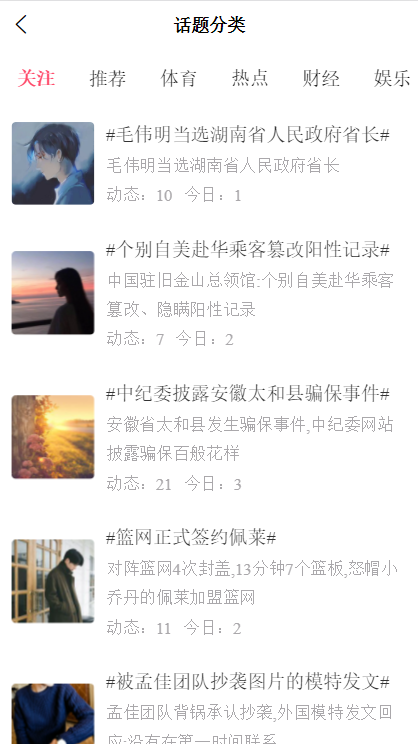 话题分类
关注 推荐 体育 热点 财经 娱乐
#毛伟明当选湖南省人民政府省长#
毛伟明当选湖南省人民政府省长
动态：10 今日：1
#个别自美赴华乘客篡改阳性记录#
中国驻旧金山总领馆:个别自美赴华乘客
篡改、隐瞒阳性记录
动态：7 今日：2
#中纪委披露安徽太和县骗保事件#
安徽省太和县发生骗保事件,中纪委网站
披露骗保百般花样
动态：21 今日：3
#篮网正式签约佩莱#
对阵篮网4次封盖,13分钟7个篮板,怒帽小
乔丹的佩莱加盟篮网
动态：11 今日：2
#被孟佳团队抄袭图片的模特发文#
孟佳团队背锅承认抄袭,外国模特发文回
应:没有在第一时间联系